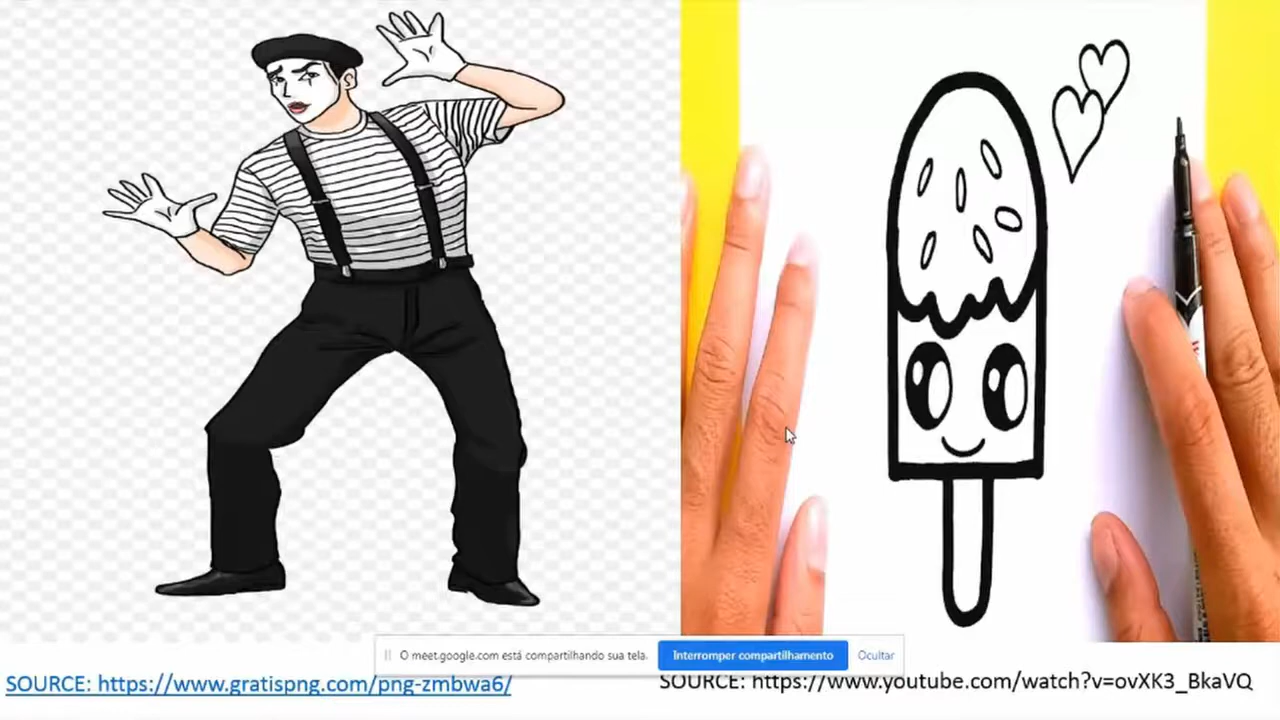 O meet.google.com está compartilhando sua tela.
Interromper compartilhamento
Ocultar
SOURCE: https://www.gratispng.com/png-zmbwa6/
SOURCE: https://www.youtube.com/watch?v=ovXK3_BkaVQ